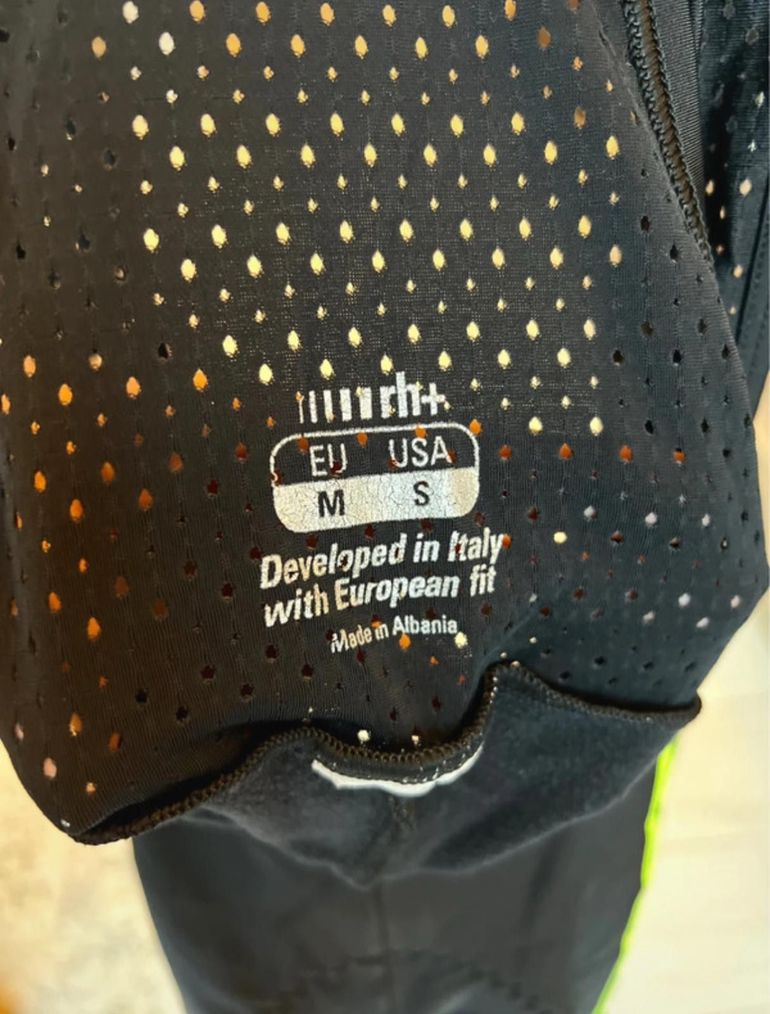 rh+
EU USA
M S
Developed in Italy
with European fit
Made in Albania